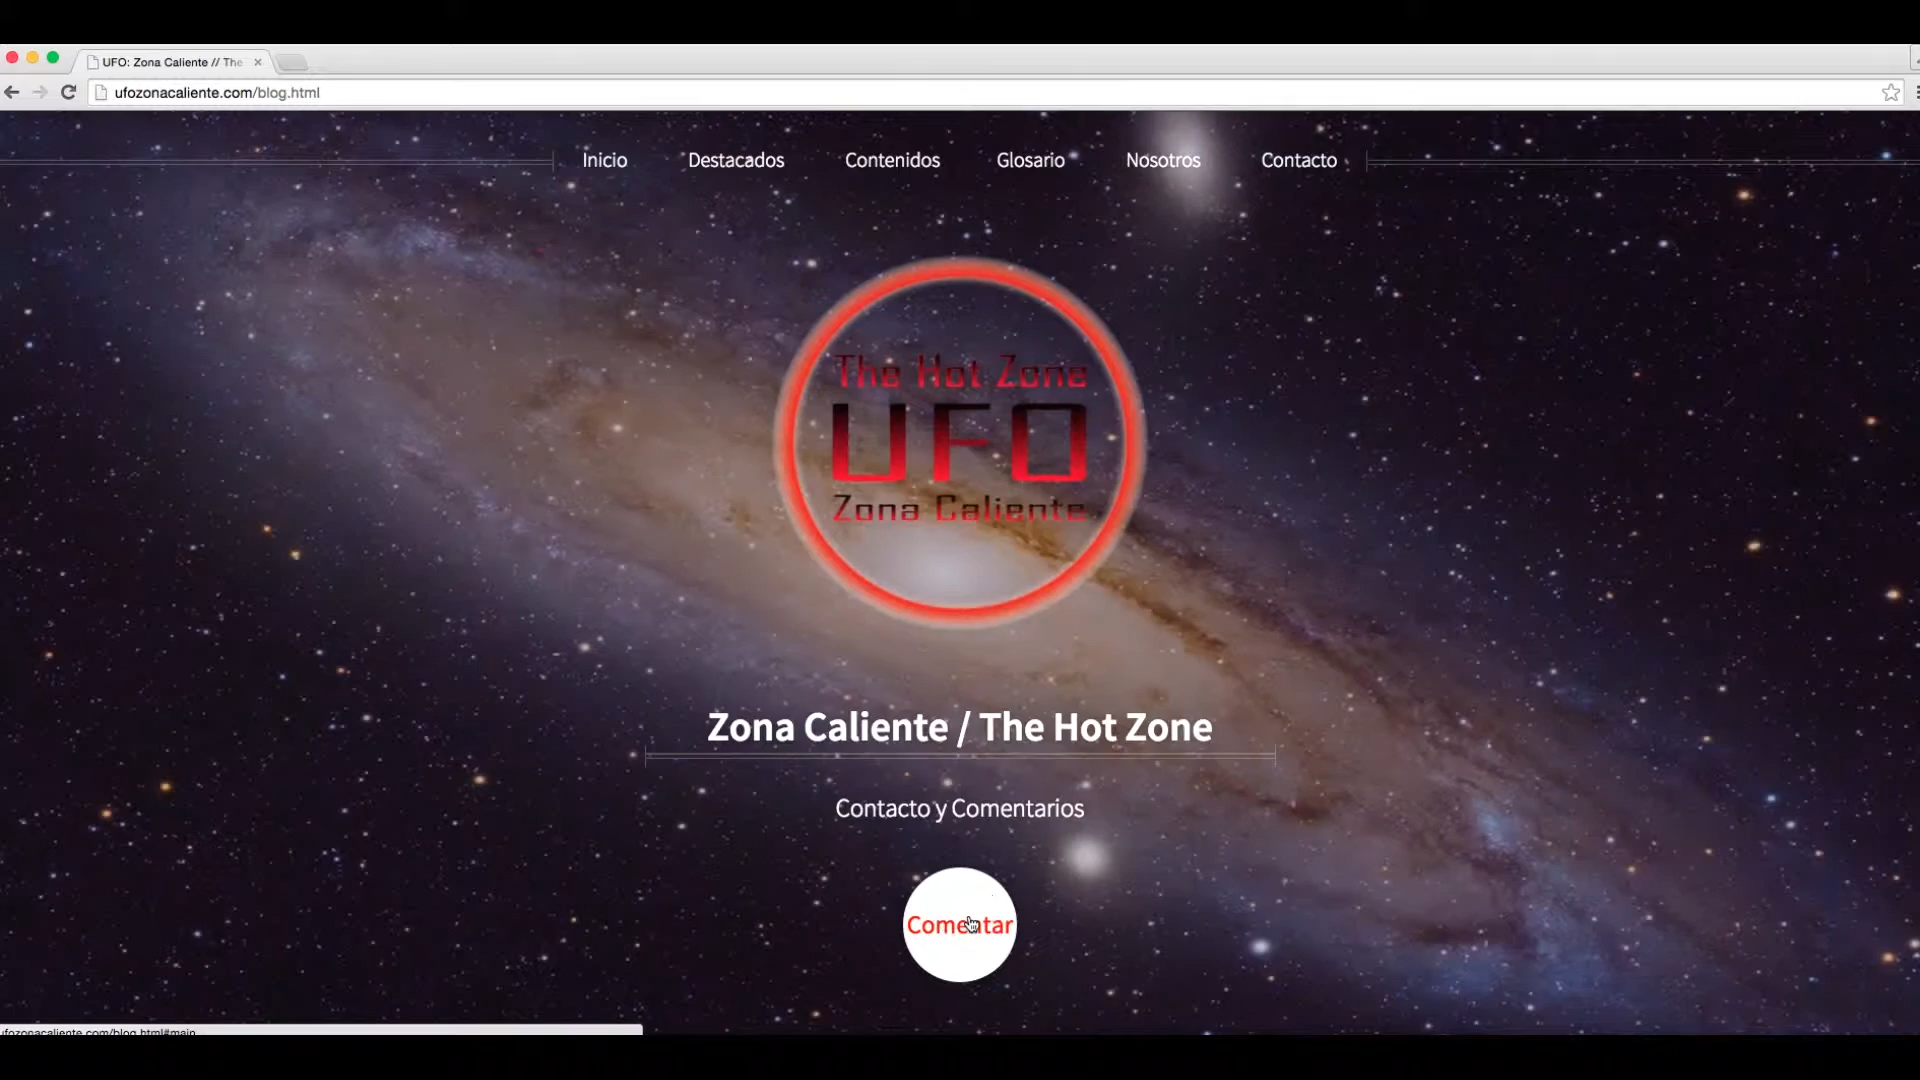 UFO: Zona Caliente // The
ufozonacaliente.com/blog.html
Inicio Destacados Contenidos Glosario Nosotros Contacto
The Hot Zone
UFO
Zona Caliente
Zona Caliente / The Hot Zone
Contacto y Comentarios
Comentar
ufozonacaliente.com/blog.html#main